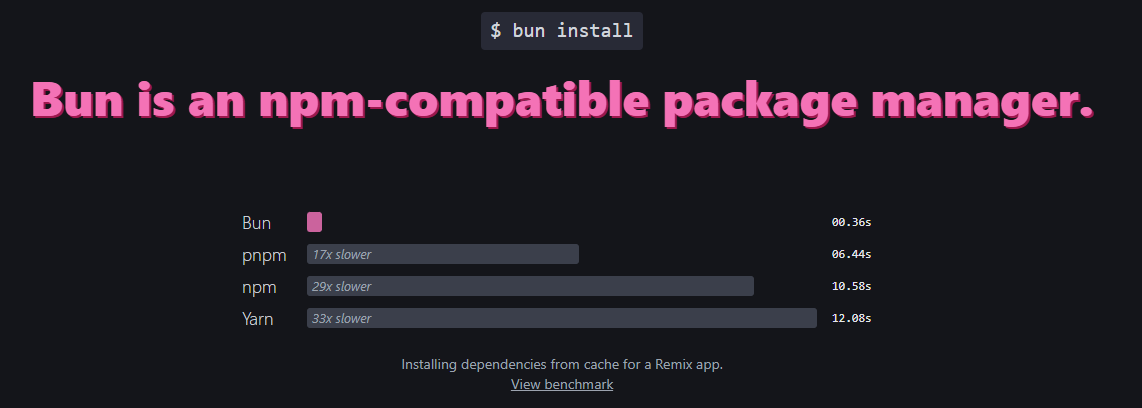 $ bun install
Bun is an npm-compatible package manager.
Bun 00.36s
pnpm 17x slower 06.44s
npm 29x slower 10.58s
Yarn 33x slower 12.08s
Installing dependencies from cache for a Remix app.
View benchmark